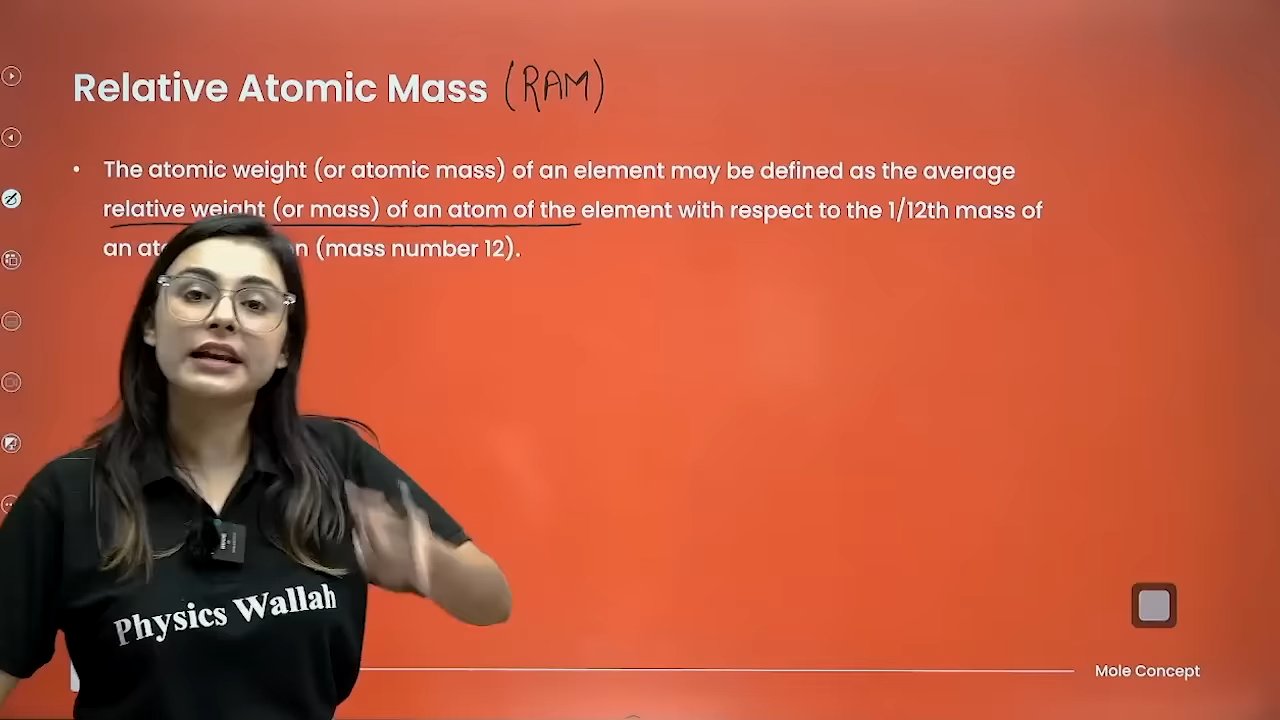 Relative Atomic Mass (RAM)
• The atomic weight (or atomic mass) of an element may be defined as the average
relative weight (or mass) of an atom of the element with respect to the 1/12th mass of
an (mass number 12).
Physics Wallah
Mole Concept